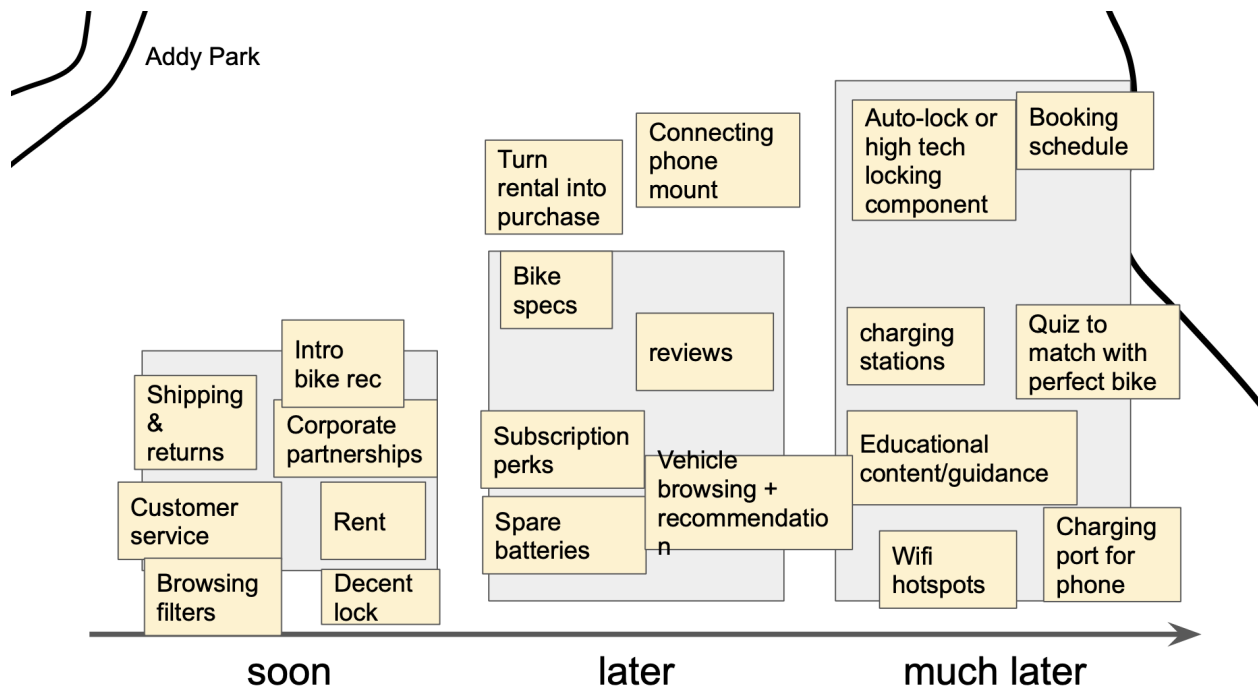 Addy Park
Intro
bike rec
Shipping
&
returns
Corporate
partnerships
Customer
service
Rent
Browsing
filters
Decent
lock
Turn
rental into
purchase
Connecting
phone
mount
Bike
specs
reviews
Subscription
perks
Vehicle
browsing +
recommendatio
n
Spare
batteries
Auto-lock or
high tech
locking
component
Booking
schedule
charging
stations
Quiz to
match with
perfect bike
Educational
content/guidance
Wifi
hotspots
Charging
port for
phone
soon
later
much later